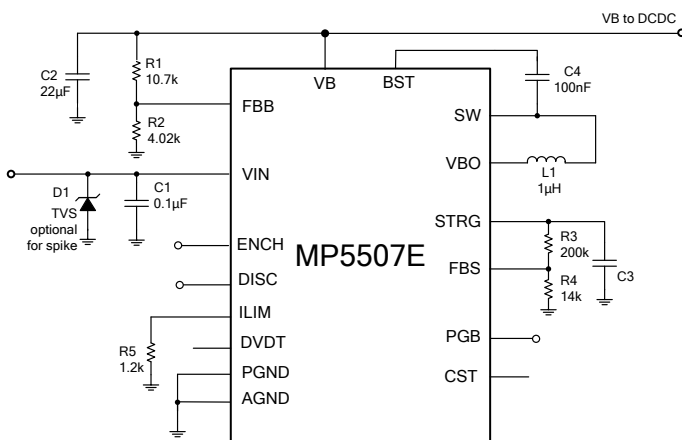 VB to DCDC
C2
22µF
R1
10.7k
R2
4.02k
FBB
VB
BST
C4
100nF
SW
VBO
L1
1µH
VIN
D1
TVS
optional
for spike
C1
0.1µF
STRG
R3
200k
FBS
R4
14k
C3
ENCH
MP5507E
DISC
ILIM
R5
1.2k
DVDT
PGB
PGND
CST
AGND